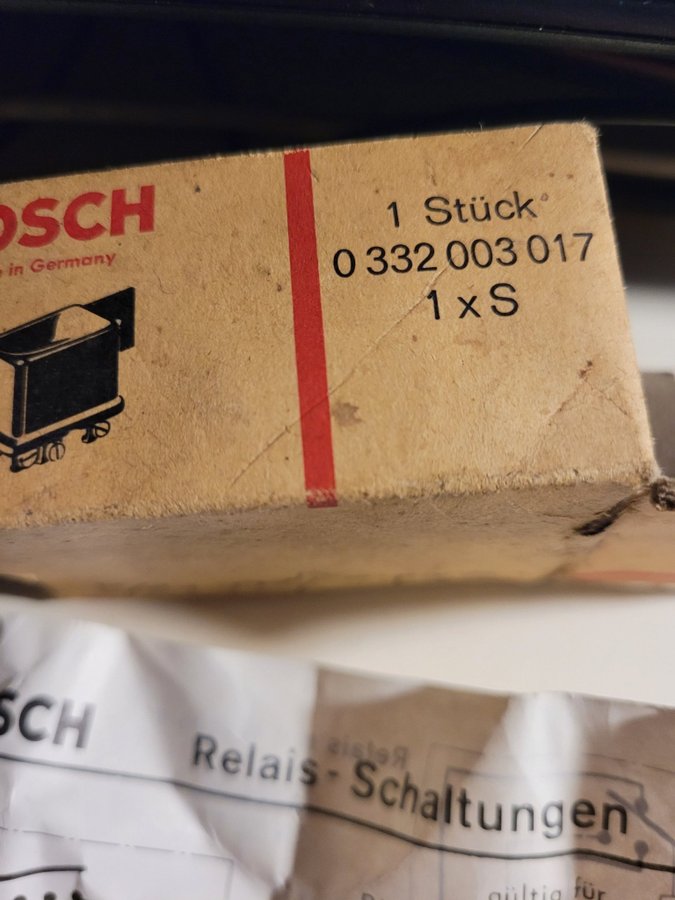 OSCH
in Germany
1 Stück
0 332 003 017
1 x S
SCH
Relais - Schaltungen
gültig für